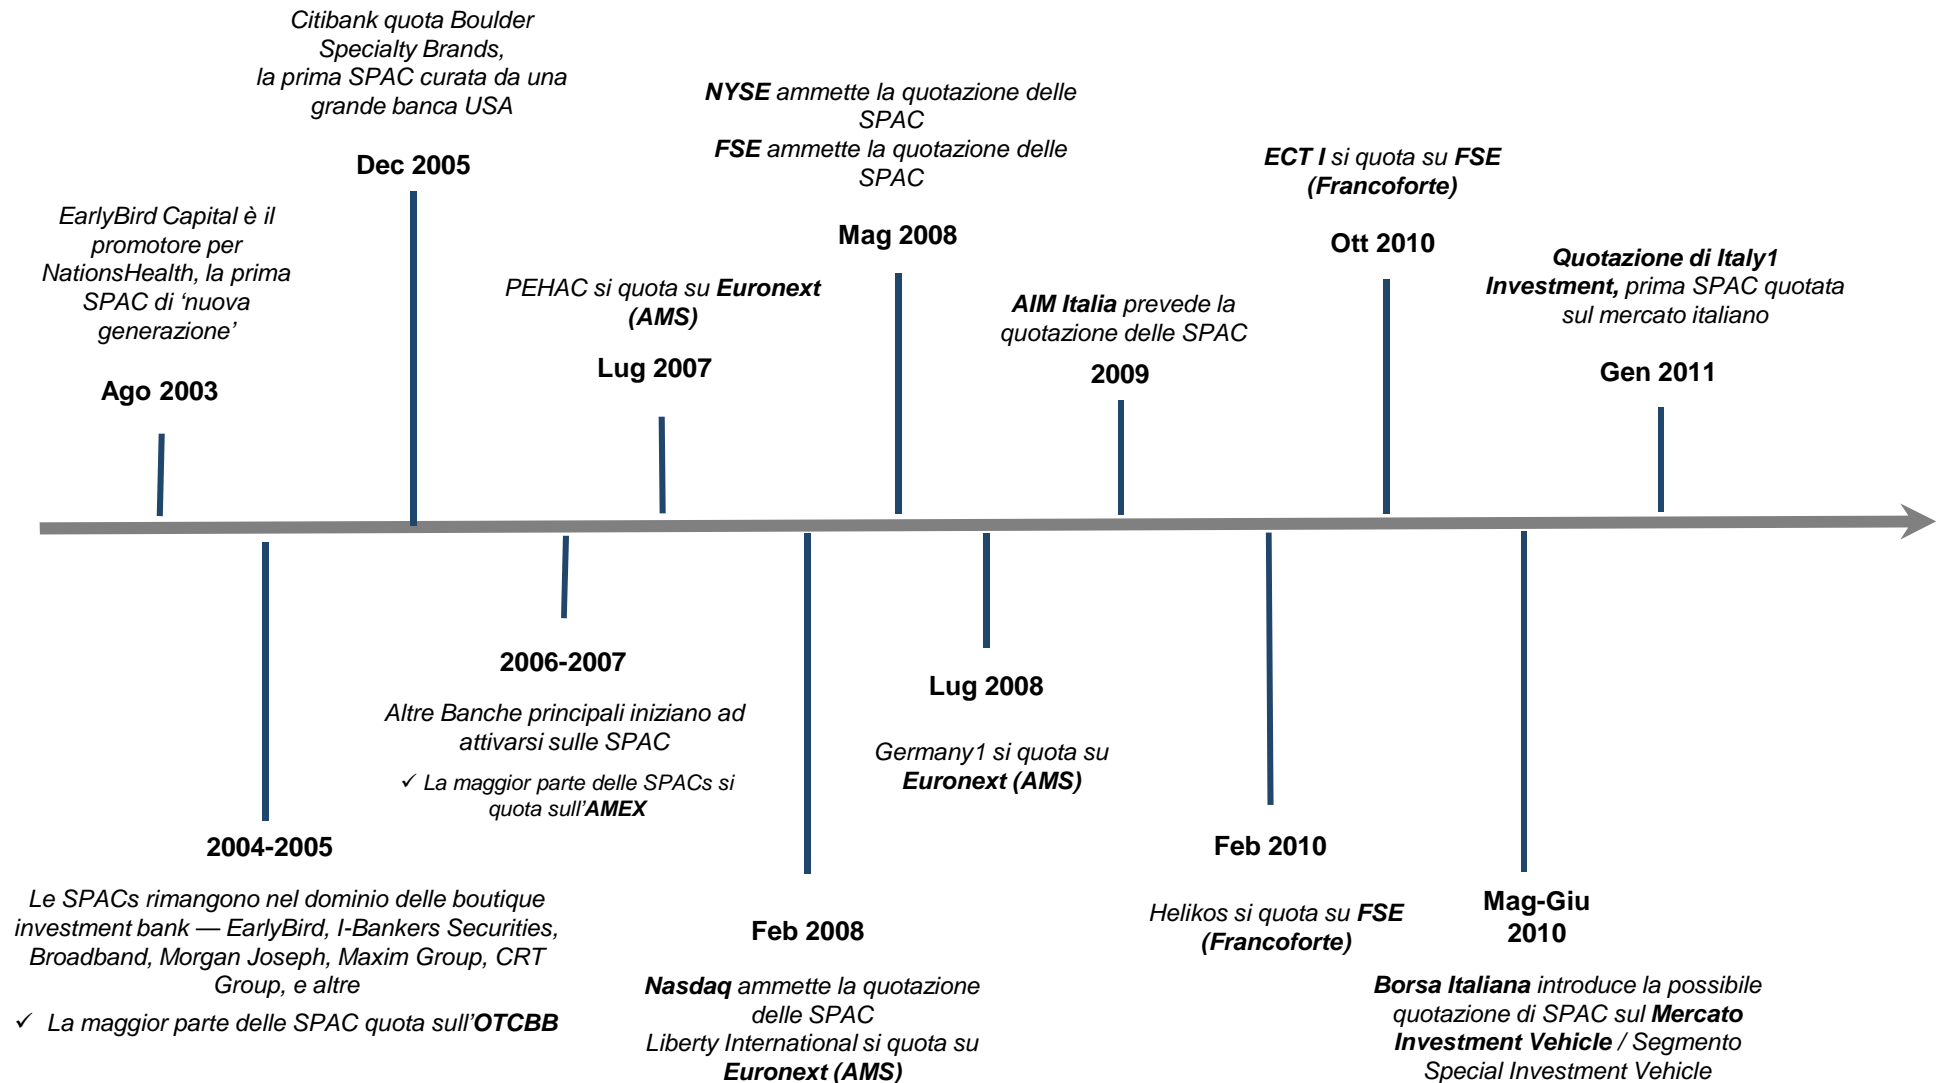 Citibank quota Boulder
Specialty Brands,
la prima SPAC curata da una
grande banca USA
Dec 2005
EarlyBird Capital è il
promotore per
NationsHealth, la prima
SPAC di ‘nuova
generazione’
Ago 2003
PEHAC si quota su Euronext
(AMS)
Lug 2007
NYSE ammette la quotazione delle
SPAC
FSE ammette la quotazione delle
SPAC
Mag 2008
AIM Italia prevede la
quotazione delle SPAC
2009
ECT I si quota su FSE
(Francoforte)
Ott 2010
Quotazione di Italy1
Investment, prima SPAC quotata
sul mercato italiano
Gen 2011
2004-2005
Le SPACs rimangono nel dominio delle boutique
investment bank — EarlyBird, I-Bankers Securities,
Broadband, Morgan Joseph, Maxim Group, CRT
Group, e altre
✓ La maggior parte delle SPAC quota sull’OTCBB
2006-2007
Altre Banche principali iniziano ad
attivarsi sulle SPAC
✓ La maggior parte delle SPACs si
quota sull’AMEX
Feb 2008
Nasdaq ammette la quotazione
delle SPAC
Liberty International si quota su
Euronext (AMS)
Lug 2008
Germany1 si quota su
Euronext (AMS)
Feb 2010
Helikos si quota su FSE
(Francoforte)
Mag-Giu
2010
Borsa Italiana introduce la possibile
quotazione di SPAC sul Mercato
Investment Vehicle / Segmento
Special Investment Vehicle